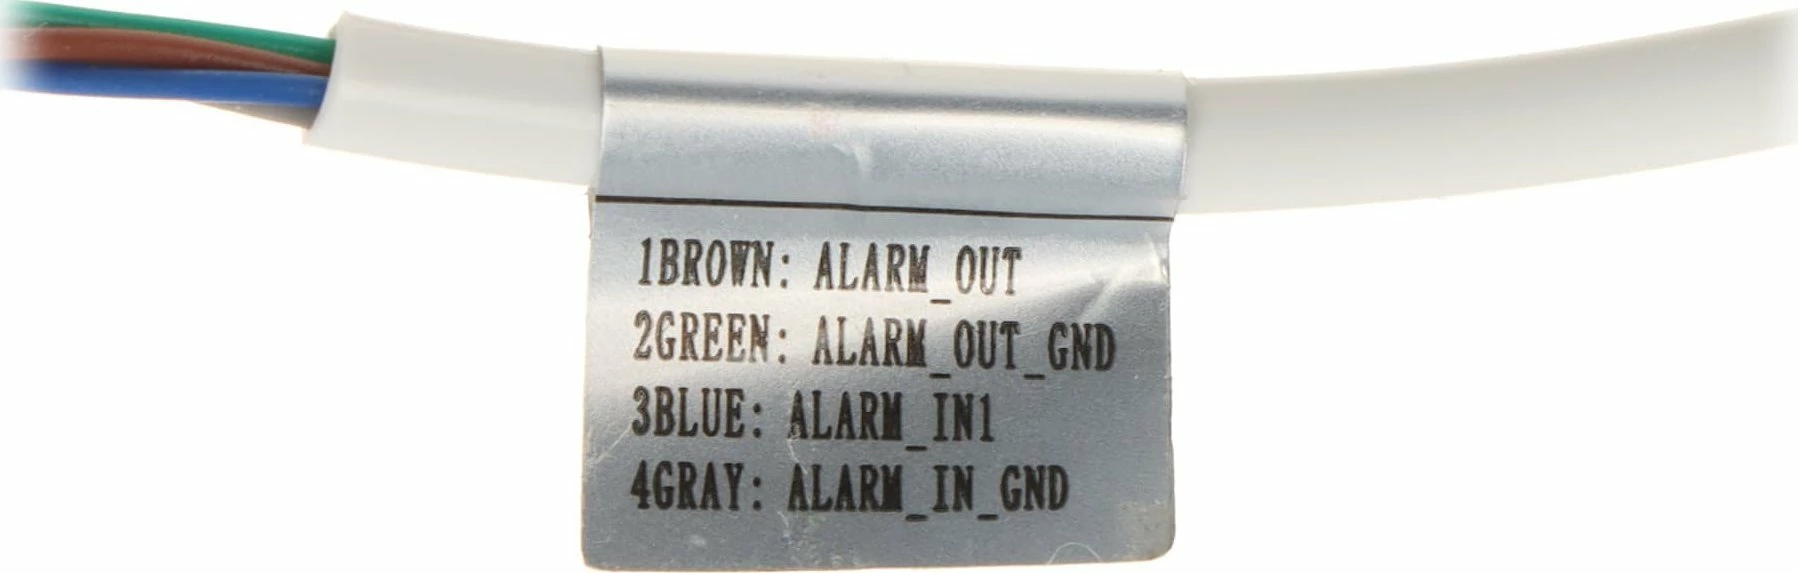 1BROWN: ALARM_OUT
2GREEN: ALARM_OUT_GND
3BLUE: ALARM_IN1
4GRAY: ALARM_IN_GND